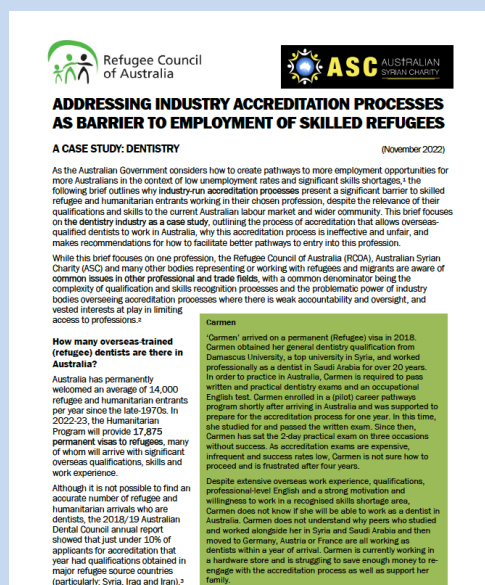 Refugee Council
of Australia
ASC AUSTRALIAN
SYRIAN CHARITY
ADDRESSING INDUSTRY ACCREDITATION PROCESSES
AS BARRIER TO EMPLOYMENT OF SKILLED REFUGEES
A CASE STUDY: DENTISTRY (November 2022)
As the Australian Government considers how to create pathways to more employment opportunities for
more Australians in the context of low unemployment rates and significant skills shortages,¹ the
following brief outlines why industry-run accreditation processes present a significant barrier to skilled
refugee and humanitarian entrants working in their chosen profession, despite the relevance of their
qualifications and skills to the current Australian labour market and wider community. This brief focuses
on the dentistry industry as a case study, outlining the process of accreditation that allows overseas-
qualified dentists to work in Australia, why this accreditation process is ineffective and unfair, and
makes recommendations for how to facilitate better pathways to entry into this profession.
While this brief focuses on one profession, the Refugee Council of Australia (RCOA), Australian Syrian
Charity (ASC) and many other bodies representing or working with refugees and migrants are aware of
common issues in other professional and trade fields, with a common denominator being the
complexity of qualification and skills recognition processes and the problematic power of industry
bodies overseeing accreditation processes where there is weak accountability and oversight, and
vested interests at play in limiting
access to professions.²
How many overseas-trained
(refugee) dentists are there in
Australia?
Australia has permanently
welcomed an average of 14,000
refugee and humanitarian entrants
per year since the late-1970s. In
2022-23, the Humanitarian
Program will provide 17,875
permanent visas to refugees, many
of whom will arrive with significant
overseas qualifications, skills and
work experience.
Although it is not possible to find an
accurate number of refugee and
humanitarian arrivals who are
dentists, the 2018/19 Australian
Dental Council annual report
showed that just under 10% of
applicants for accreditation that
year had qualifications obtained in
major refugee source countries
(particularly: Syria, Iraq and Iran).³
Carmen
'Carmen' arrived on a permanent (Refugee) visa in 2018.
Carmen obtained her general dentistry qualification from
Damascus University, a top university in Syria, and worked
professionally as a dentist in Saudi Arabia for over 20 years.
In order to practice in Australia, Carmen is required to pass
written and practical dentistry exams and an occupational
English test. Carmen enrolled in a (pilot) career pathways
program shortly after arriving in Australia and was supported to
prepare for the accreditation process for one year. In this time,
she studied for and passed the written exam. Since then,
Carmen has sat the 2-day practical exam on three occasions
without success. As accreditation exams are expensive,
infrequent and success rates low, Carmen is not sure how to
proceed and is frustrated after four years.
Despite extensive overseas work experience, qualifications,
professional-level English and a strong motivation and
willingness to work in a recognised skills shortage area,
Carmen does not know if she will be able to work as a dentist in
Australia. Carmen does not understand why peers who studied
and worked alongside her in Syria and Saudi Arabia and then
moved to Germany, Austria or France are all working as
dentists within a year of arrival. Carmen is currently working in
a hardware store and is struggling to save enough money to re-
engage with the accreditation process as well as support her
family.